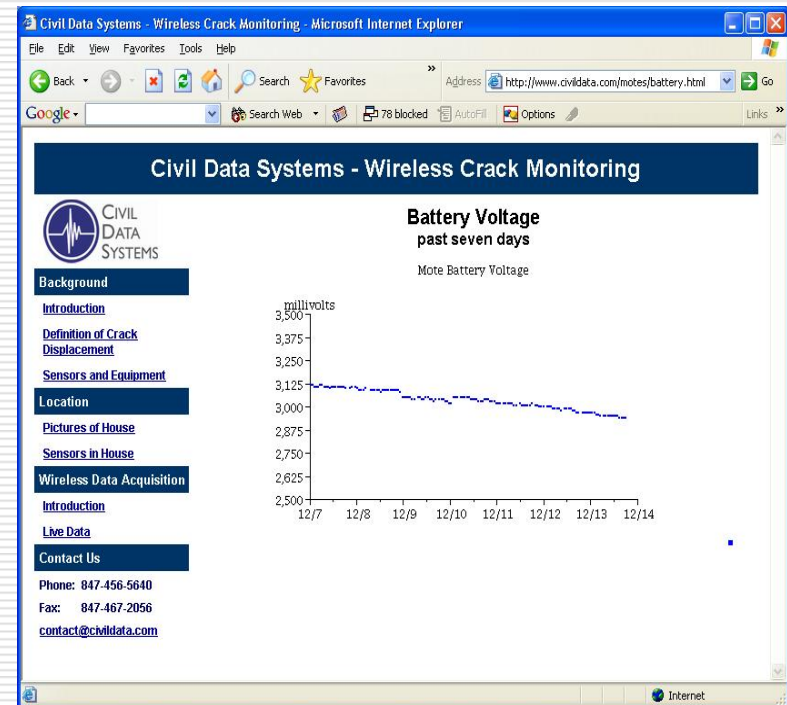 Civil Data Systems - Wireless Crack Monitoring - Microsoft Internet Explorer
File Edit View Favorites Tools Help
Back Search Favorites » Address http://www.civildata.com/motes/battery.html Go
Google Search Web 78 blocked AutoFill Options Links »
Civil Data Systems - Wireless Crack Monitoring
CIVIL
DATA
SYSTEMS
Background
Introduction
Definition of Crack
Displacement
Sensors and Equipment
Location
Pictures of House
Sensors in House
Wireless Data Acquisition
Introduction
Live Data
Contact Us
Phone: 847-456-5640
Fax: 847-467-2056
contact@civildata.com
Battery Voltage
past seven days
Mote Battery Voltage
millivolts
3,500
3,375
3,250
3,125
3,000
2,875
2,750
2,625
2,500
12/7 12/8 12/9 12/10 12/11 12/12 12/13 12/14
Internet